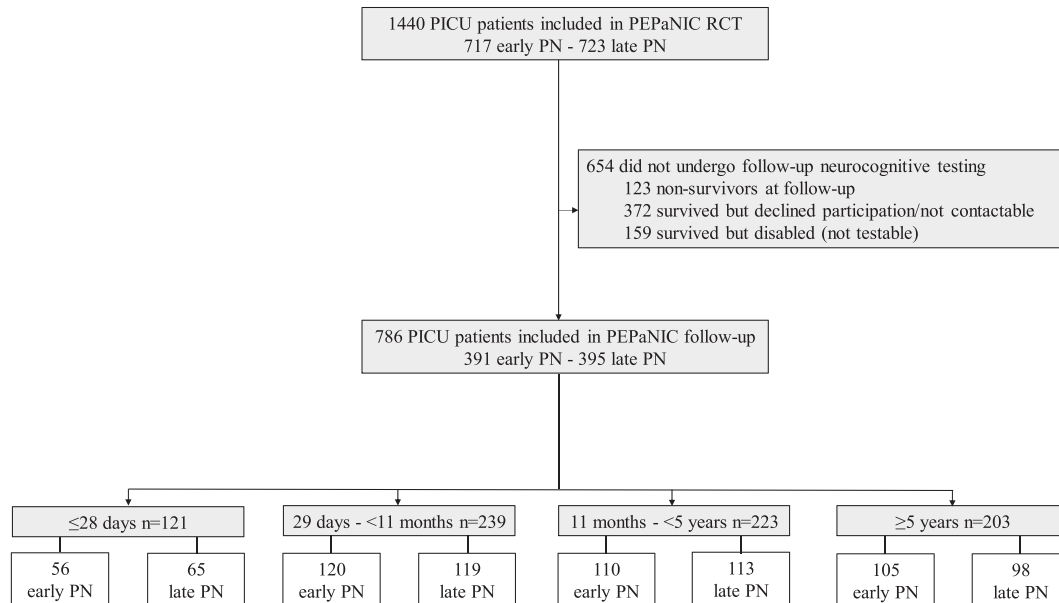 1440 PICU patients included in PEPaNIC RCT
717 early PN - 723 late PN
654 did not undergo follow-up neurocognitive testing
123 non-survivors at follow-up
372 survived but declined participation/not contactable
159 survived but disabled (not testable)
786 PICU patients included in PEPaNIC follow-up
391 early PN - 395 late PN
≤28 days n=121
29 days - <11 months n=239
11 months - <5 years n=223
≥5 years n=203
56
early PN
65
late PN
120
early PN
119
late PN
110
early PN
113
late PN
105
early PN
98
late PN